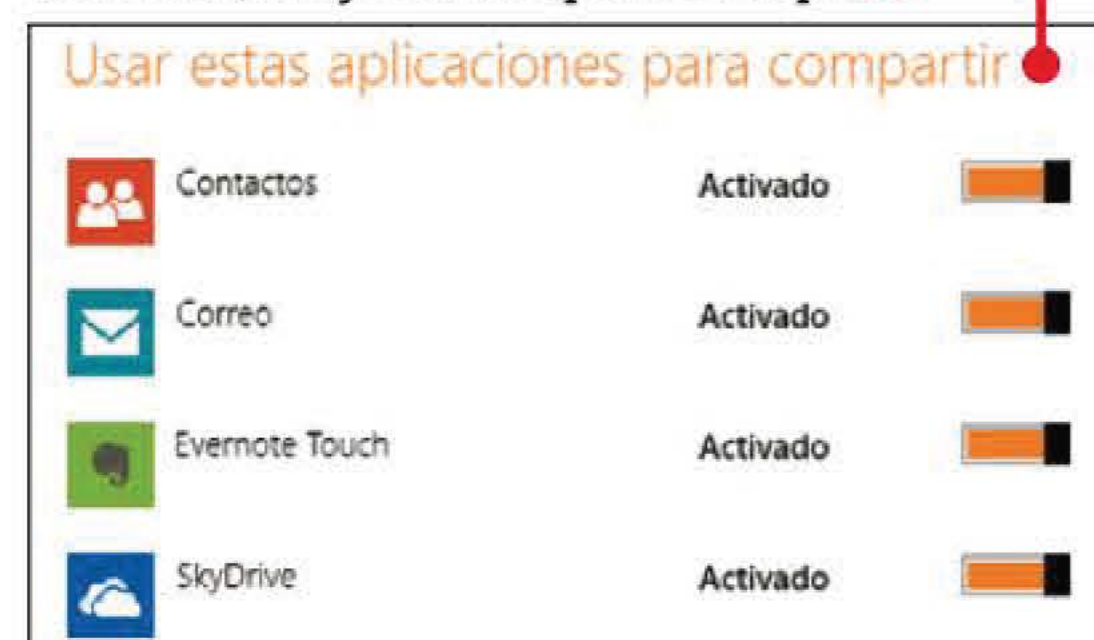 Usar estas aplicaciones para compartir
Contactos Activado
Correo Activado
Evernote Touch Activado
SkyDrive Activado